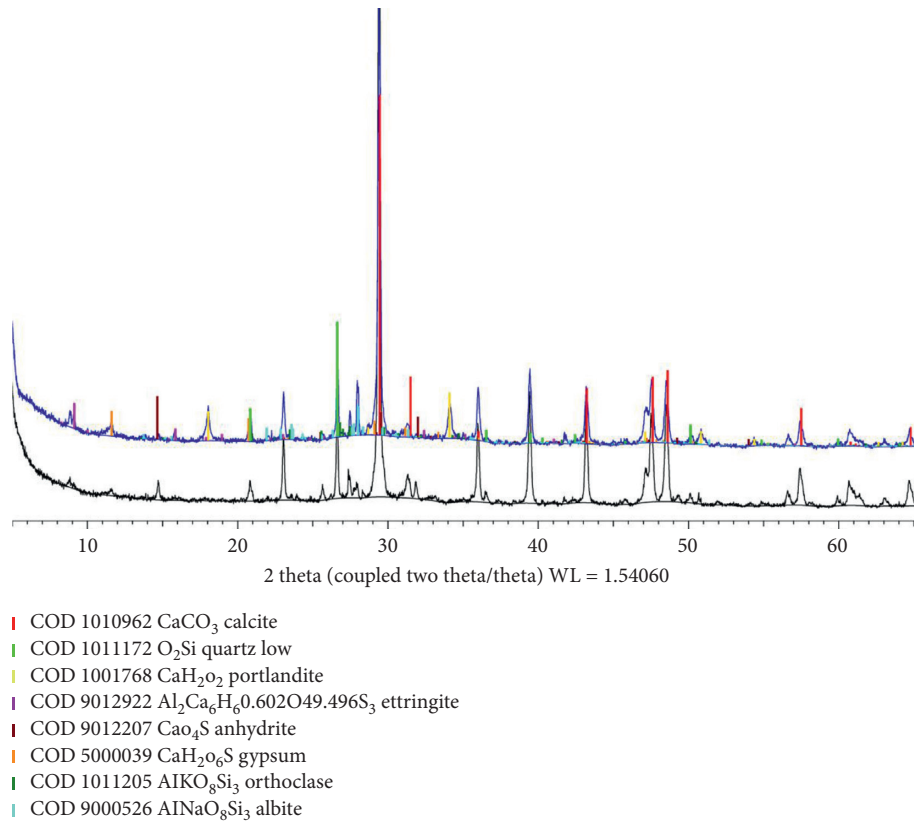 10 20 30 40 50 60
2 theta (coupled two theta/theta) WL = 1.54060
COD 1010962 CaCO₃ calcite
COD 1011172 O₂Si quartz low
COD 1001768 CaH₂o₂ portlandite
COD 9012922 Al₂Ca₆H₆0.602O49.496S₃ ettringite
COD 9012207 Cao₄S anhydrite
COD 5000039 CaH₂o₆S gypsum
COD 1011205 AIKO₈Si₃ orthoclase
COD 9000526 AINaO₈Si₃ albite